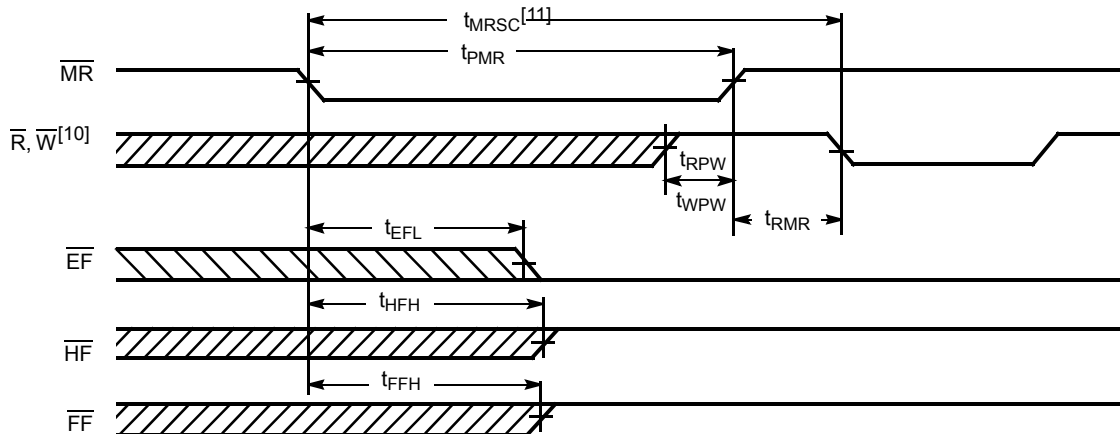 tMRSC[11]
tPMR
MR
R, W[10]
tRPW
tWPW
tRMR
tEFL
EF
tHFH
HF
tFFH
FF